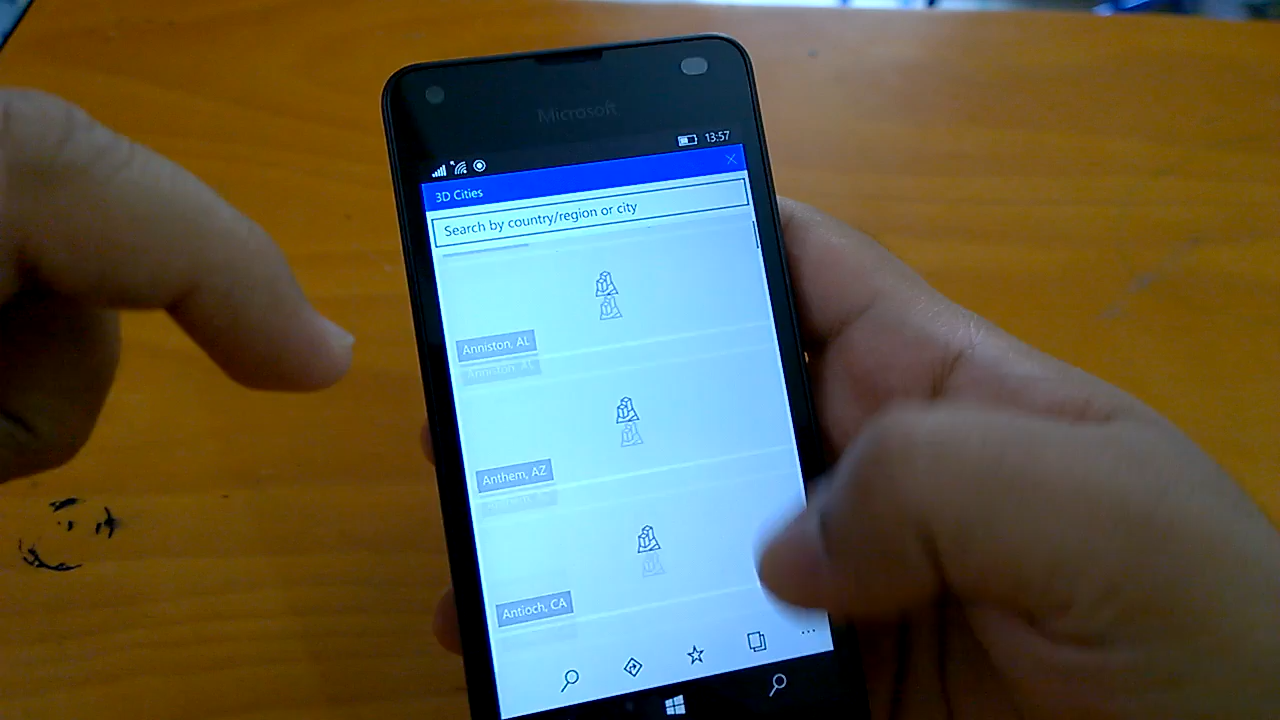 Microsoft
13:57
3D Cities
Search by country/region or city
Anniston, AL
Anthem, AZ
Antioch, CA